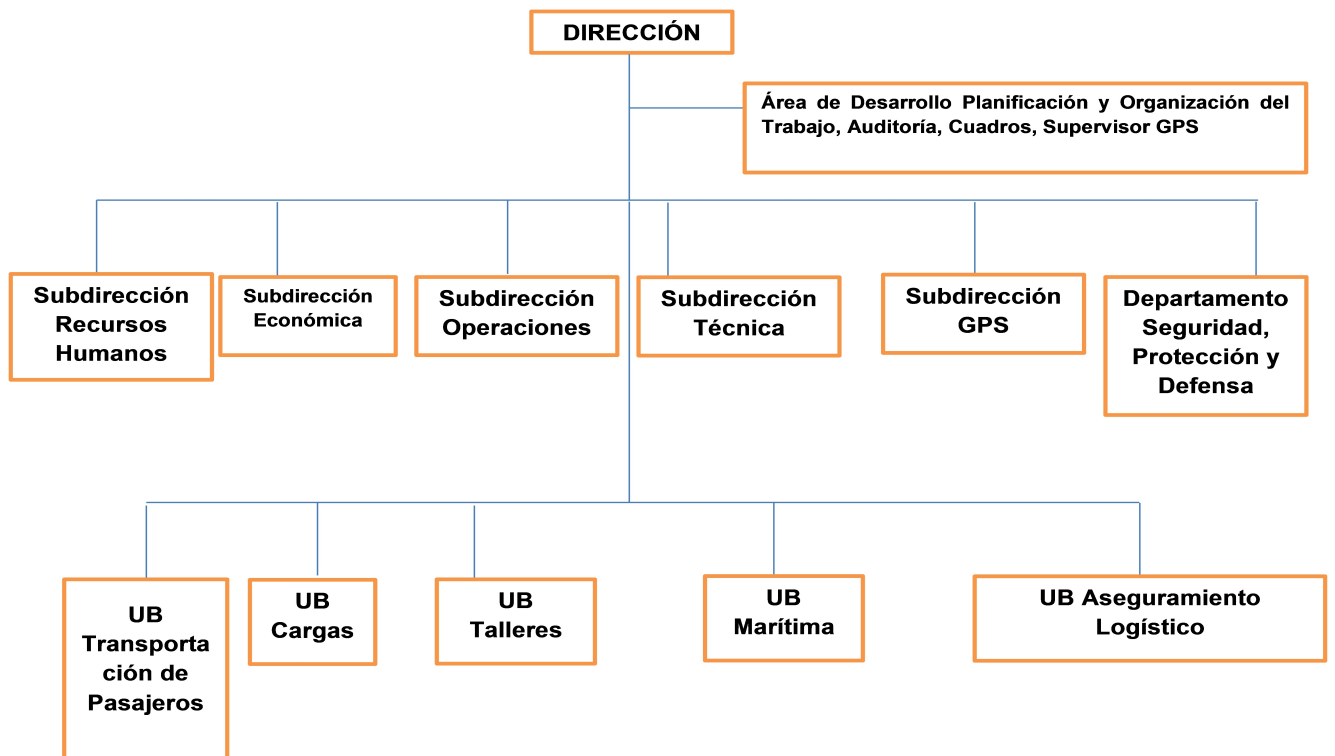 DIRECCIÓN
Área de Desarrollo Planificación y Organización del
Trabajo, Auditoría, Cuadros, Supervisor GPS
Subdirección
Recursos
Humanos
Subdirección
Económica
Subdirección
Operaciones
Subdirección
Técnica
Subdirección
GPS
Departamento
Seguridad,
Protección y
Defensa
UB
Transporta
ción de
Pasajeros
UB
Cargas
UB
Talleres
UB
Marítima
UB Aseguramiento
Logístico